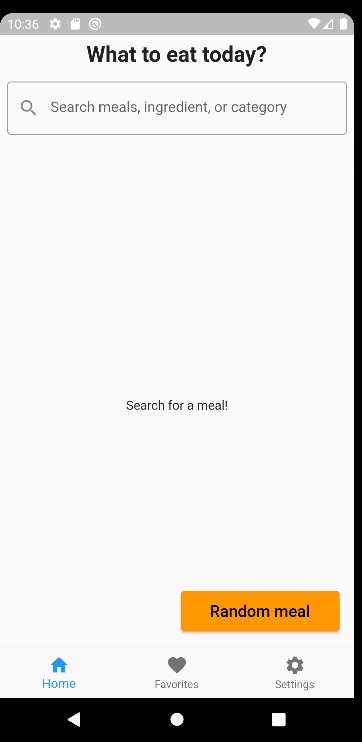 10:36
What to eat today?
Search meals, ingredient, or category
Search for a meal!
Random meal
Home
Favorites
Settings